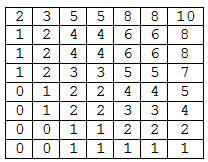 2 3 5 5 8 8 10
1 2 4 4 6 6 8
1 2 4 4 6 6 8
1 2 3 3 5 5 7
0 1 2 2 4 4 5
0 1 2 2 3 3 4
0 0 1 1 2 2 2
0 0 1 1 1 1 1